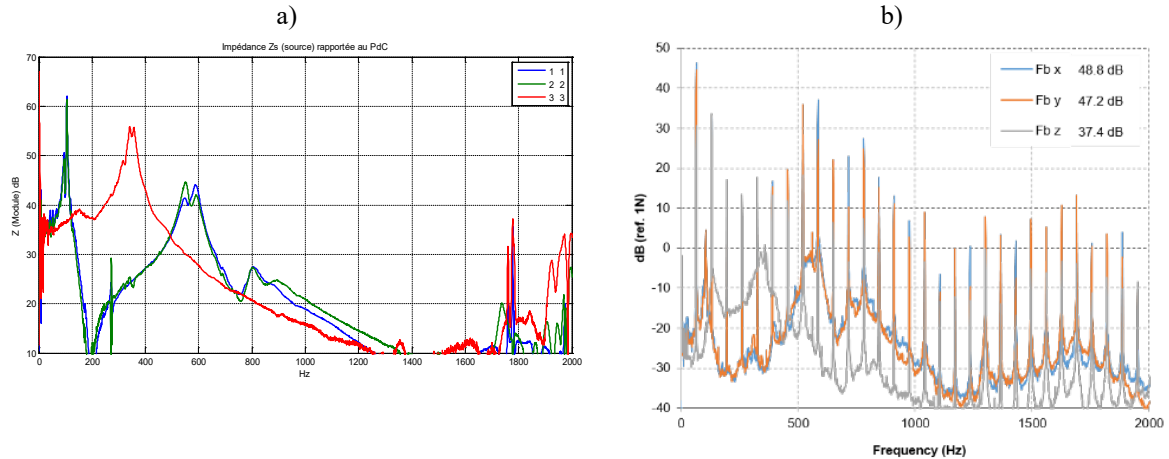 a)
b)
Impédance Zs (source) rapportée au PdC
70
60
50
40
30
20
10
Z (Module) dB
0 200 400 600 800 1000 1200 1400 1600 1800 2000
Hz
1 1
2 2
3 3
50
40
30
20
10
0
-10
-20
-30
-40
dB (ref. 1N)
0 500 1000 1500 2000
Frequency (Hz)
Fb x 48.8 dB
Fb y 47.2 dB
Fb z 37.4 dB